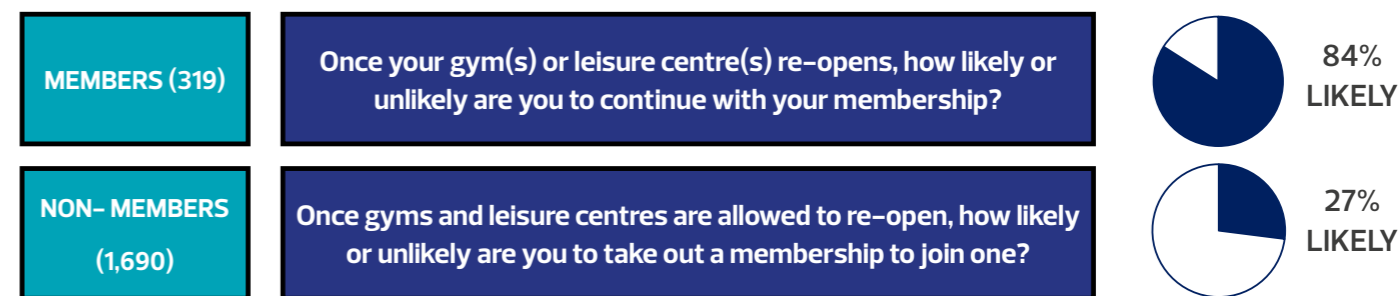 MEMBERS (319)
Once your gym(s) or leisure centre(s) re-opens, how likely or
unlikely are you to continue with your membership?
84%
LIKELY
NON- MEMBERS
(1,690)
Once gyms and leisure centres are allowed to re-open, how likely
or unlikely are you to take out a membership to join one?
27%
LIKELY